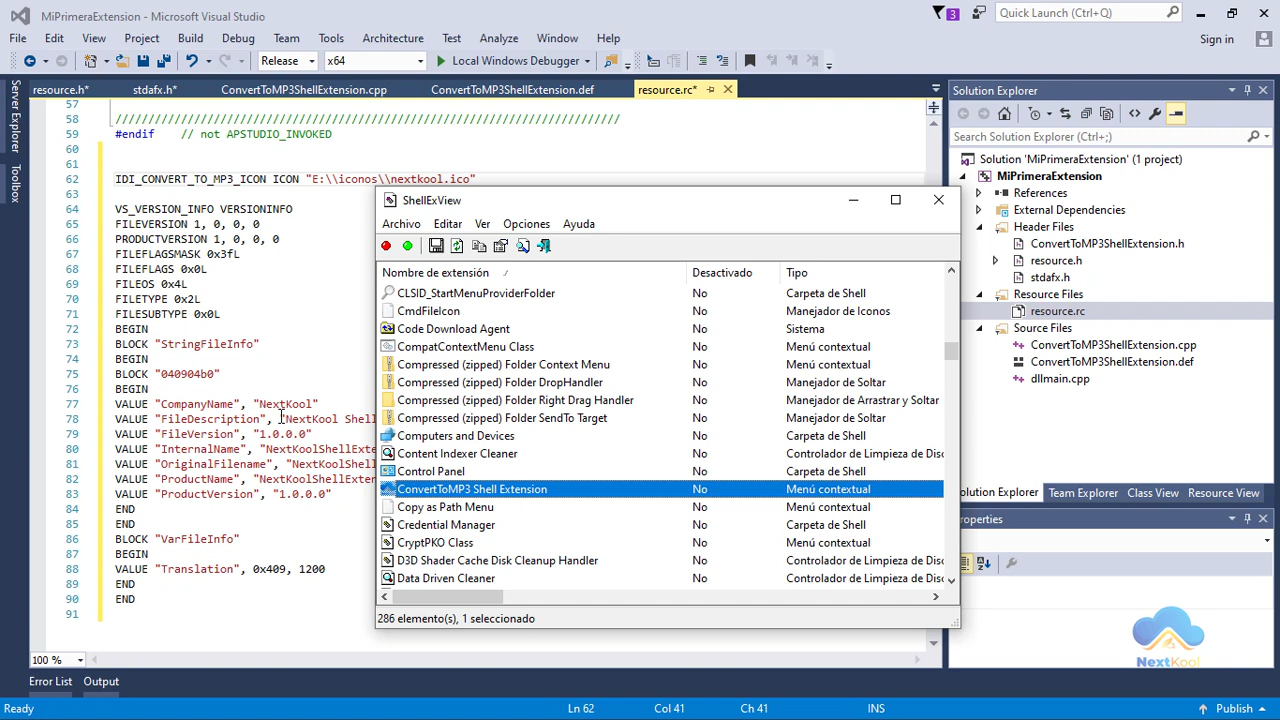 MiPrimeraExtension - Microsoft Visual Studio
3
Quick Launch (Ctrl+Q)
File Edit View Project Build Debug Team Tools Architecture Test Analyze Window Help
Sign in
Release x64 Local Windows Debugger
Server Explorer
Toolbox
resource.h* stdafx.h* ConvertToMP3ShellExtension.cpp ConvertToMP3ShellExtension.def resource.rc*
57
58 /////////////////////////////////////////////////////////////////////////////
59 #endif // not APSTUDIO_INVOKED
60
61
62 IDI_CONVERT_TO_MP3_ICON ICON "E:\\iconos\\nextkool.ico"
63
64 VS_VERSION_INFO VERSIONINFO
65 FILEVERSION 1, 0, 0, 0
66 PRODUCTVERSION 1, 0, 0, 0
67 FILEFLAGSMASK 0x3fL
68 FILEFLAGS 0x0L
69 FILEOS 0x4L
70 FILETYPE 0x2L
71 FILESUBTYPE 0x0L
72 BEGIN
73 BLOCK "StringFileInfo"
74 BEGIN
75 BLOCK "040904b0"
76 BEGIN
77 VALUE "CompanyName", "NextKool"
78 VALUE "FileDescription", "NextKool Shell
79 VALUE "FileVersion", "1.0.0.0"
80 VALUE "InternalName", "NextKoolShellExte
81 VALUE "OriginalFilename", "NextKoolShell
82 VALUE "ProductName", "NextKoolShellExten
83 VALUE "ProductVersion", "1.0.0.0"
84 END
85 END
86 BLOCK "VarFileInfo"
87 BEGIN
88 VALUE "Translation", 0x409, 1200
89 END
90 END
91
100 %
ShellExView
Archivo Editar Ver Opciones Ayuda
Nombre de extensión / Desactivado Tipo
CLSID_StartMenuProviderFolder No Carpeta de Shell
CmdFileIcon No Manejador de Iconos
Code Download Agent No Sistema
CompatContextMenu Class No Menú contextual
Compressed (zipped) Folder Context Menu No Menú contextual
Compressed (zipped) Folder DropHandler No Manejador de Soltar
Compressed (zipped) Folder Right Drag Handler No Manejador de Arrastrar y Soltar
Compressed (zipped) Folder SendTo Target No Manejador de Soltar
Computers and Devices No Carpeta de Shell
Content Indexer Cleaner No Controlador de Limpieza de Disc
Control Panel No Carpeta de Shell
ConvertToMP3 Shell Extension No Menú contextual
Copy as Path Menu No Menú contextual
Credential Manager No Carpeta de Shell
CryptPKO Class No Menú contextual
D3D Shader Cache Disk Cleanup Handler No Controlador de Limpieza de Disc
Data Driven Cleaner No Controlador de Limpieza de Disc
286 elemento(s), 1 seleccionado
Solution Explorer
Search Solution Explorer (Ctrl+;)
Solution 'MiPrimeraExtension' (1 project)
MiPrimeraExtension
References
External Dependencies
Header Files
ConvertToMP3ShellExtension.h
resource.h
stdafx.h
Resource Files
resource.rc
Source Files
ConvertToMP3ShellExtension.cpp
ConvertToMP3ShellExtension.def
dllmain.cpp
olution Explorer Team Explorer Class View Resource View
roperties
NextKool
Error List Output
Ready Ln 62 Col 41 Ch 41 INS Publish